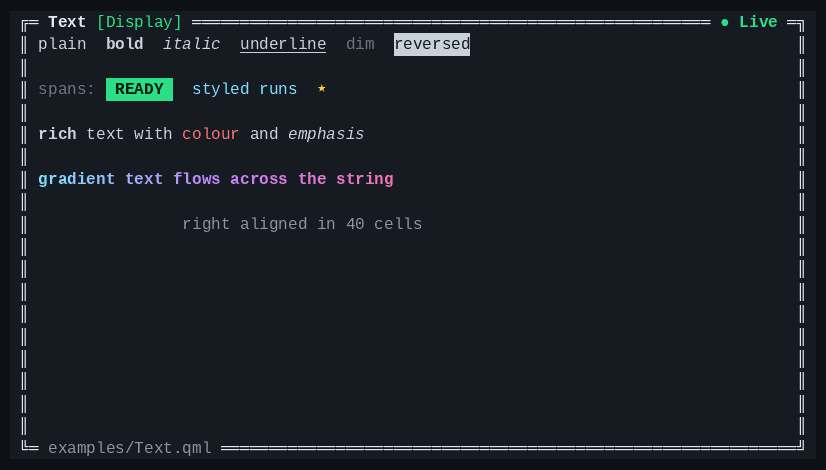 Text [Display] ● Live
plain bold italic underline dim reversed
spans: READY styled runs ★
rich text with colour and emphasis
gradient text flows across the string
right aligned in 40 cells
examples/Text.qml